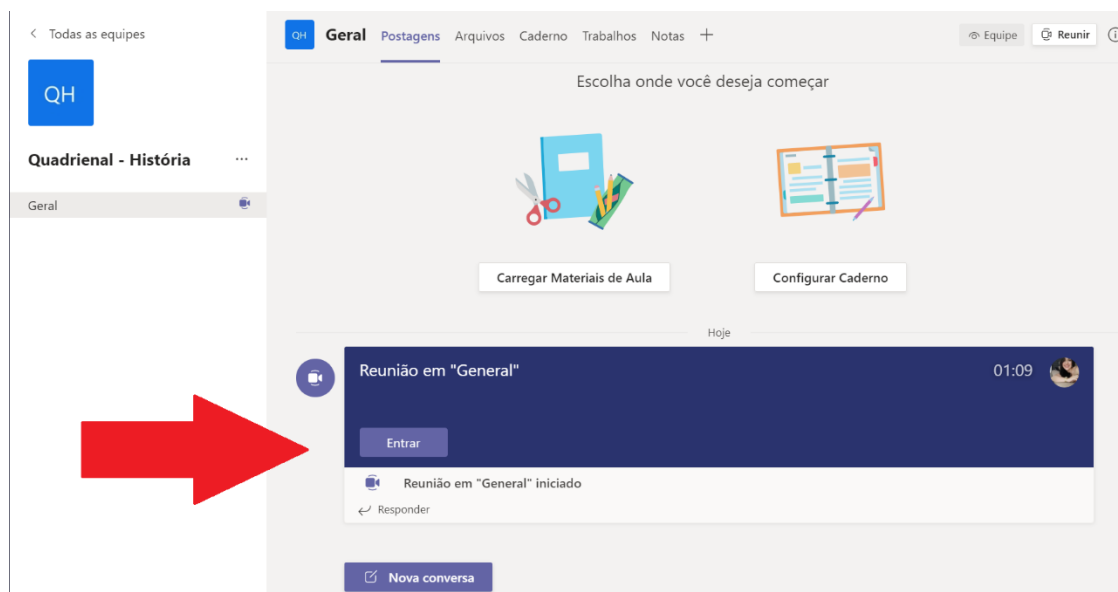 Todas as equipes
QH
Quadrienal - História
Geral
QH Geral Postagens Arquivos Caderno Trabalhos Notas Equipe Reunir
Escolha onde você deseja começar
Carregar Materiais de Aula Configurar Caderno
Hoje
Reunião em "General" 01:09
Entrar
Reunião em "General" iniciado
Responder
Nova conversa